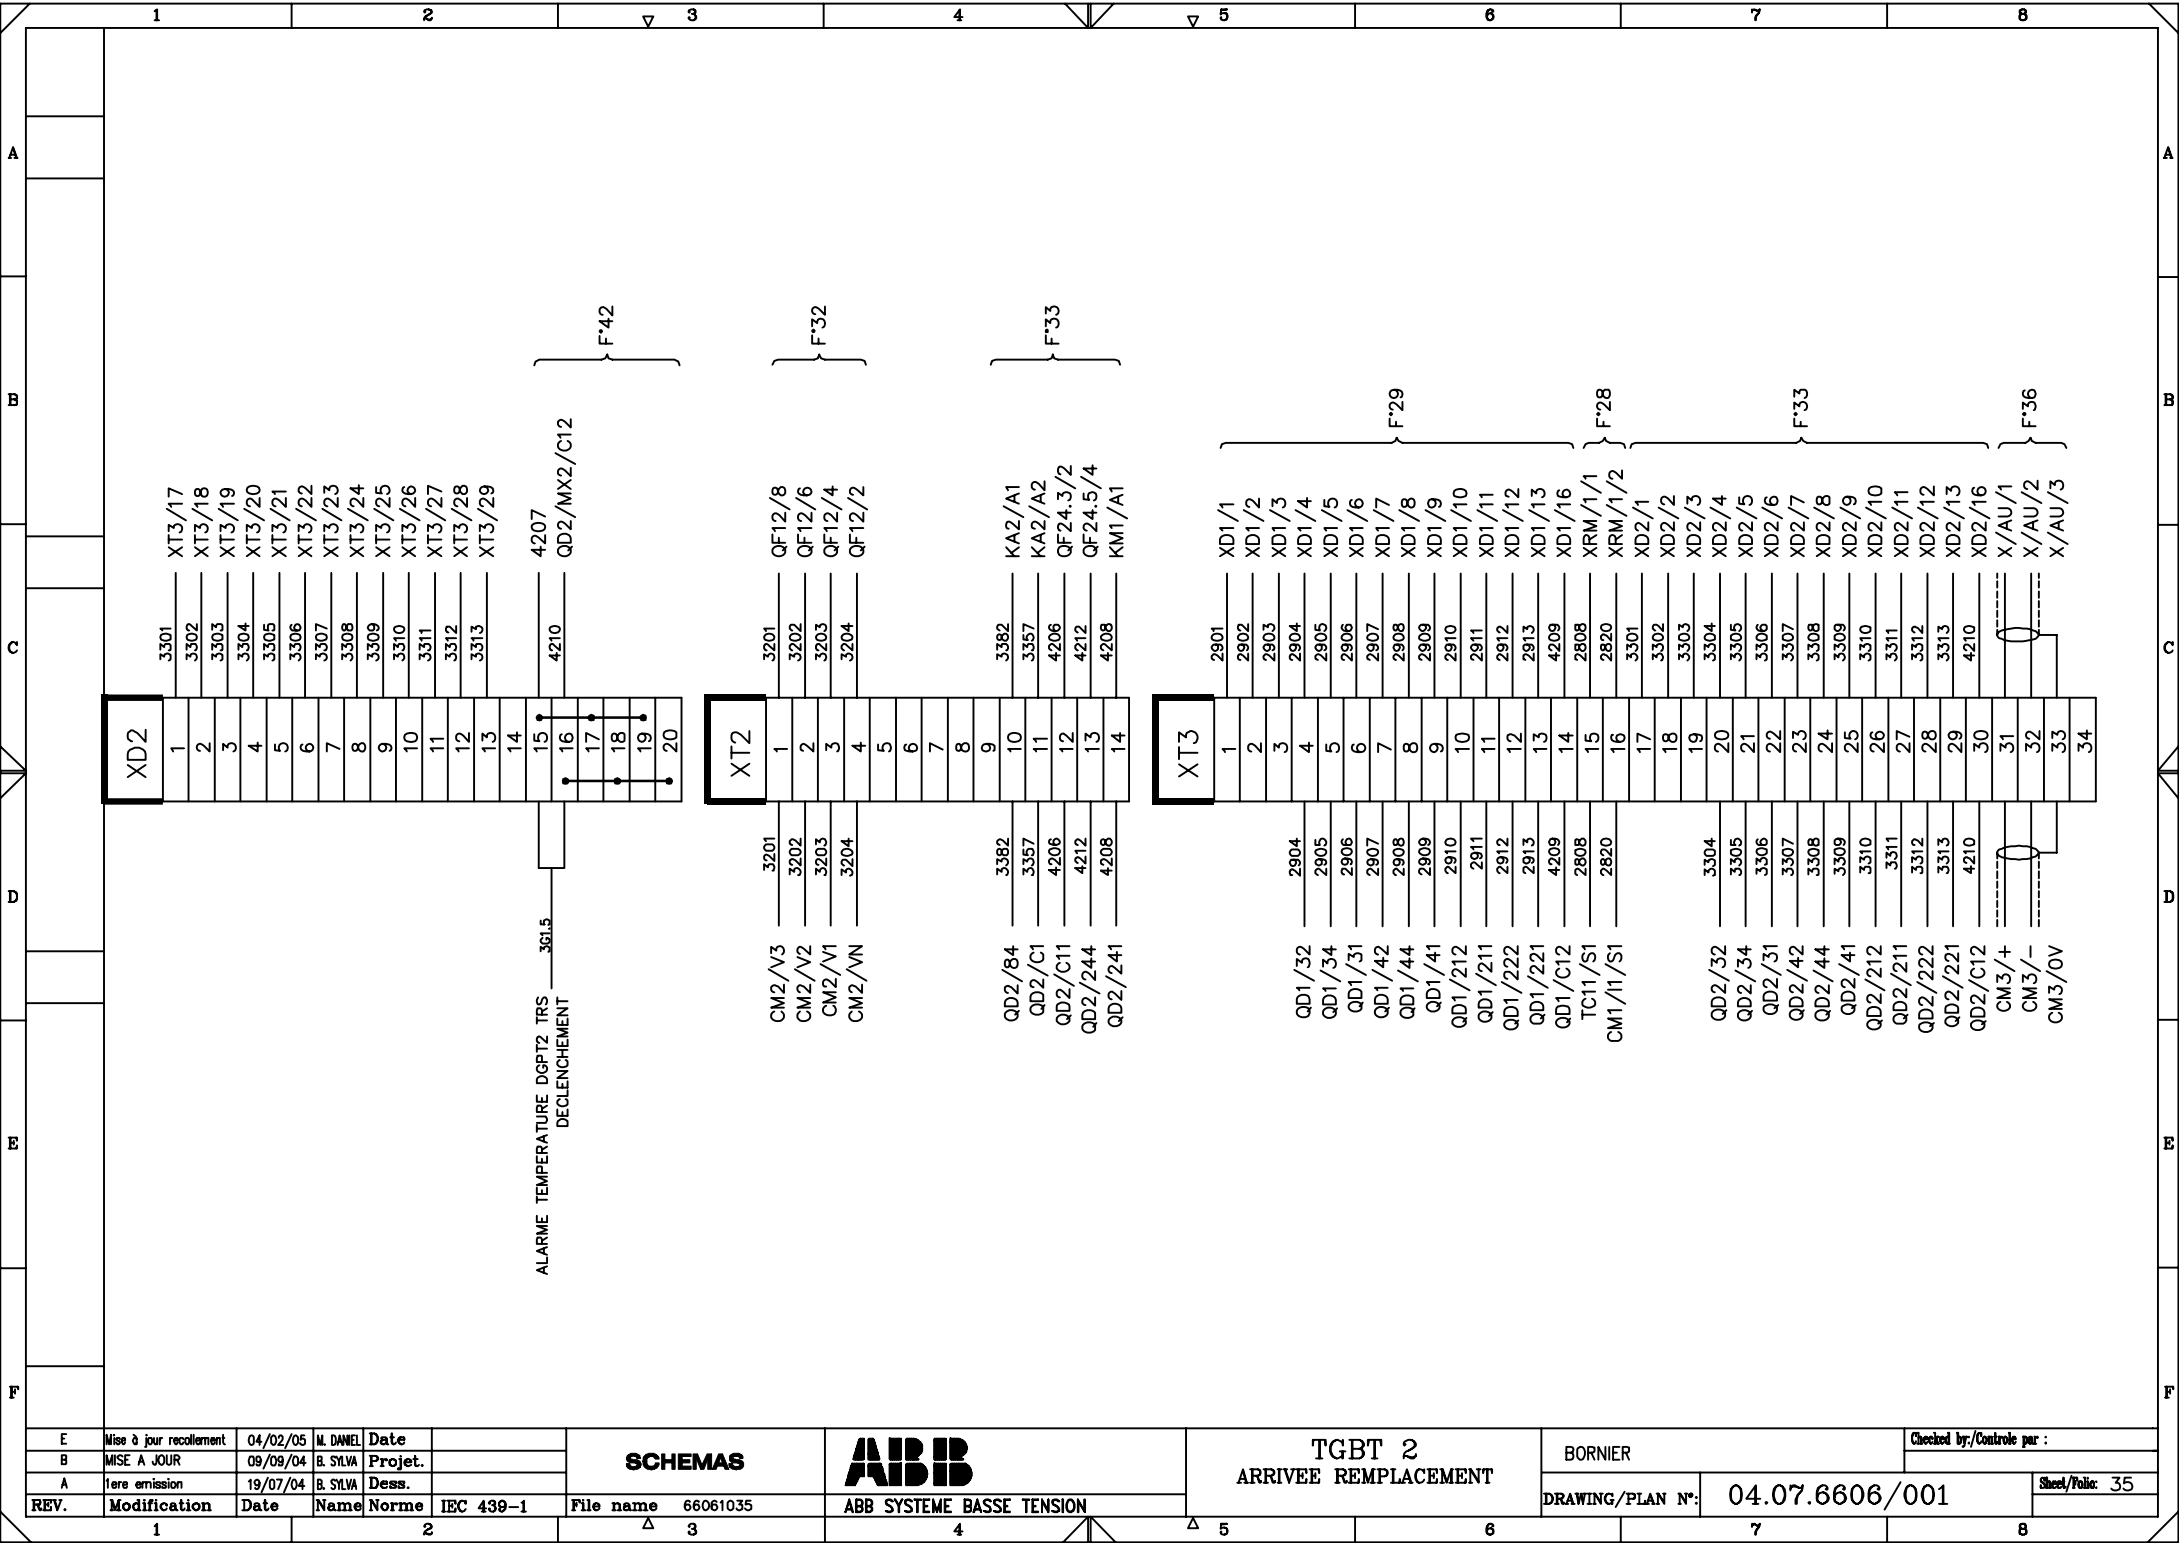 1 2 3 4 5 6 7 8
A A
B B
C C
D D
E E
F F
F°42
F°32
F°33
F°29
F°28
F°33
F°36
XT3/17
XT3/18
XT3/19
XT3/20
XT3/21
XT3/22
XT3/23
XT3/24
XT3/25
XT3/26
XT3/27
XT3/28
XT3/29
4207
QD2/MX2/C12
3301
3302
3303
3304
3305
3306
3307
3308
3309
3310
3311
3312
3313
4210
XD2
1
2
3
4
5
6
7
8
9
10
11
12
13
14
15
16
17
18
19
20
3G1.5
ALARME TEMPERATURE DGPT2 TRS
DECLENCHEMENT
QF12/8
QF12/6
QF12/4
QF12/2
KA2/A1
KA2/A2
QF24.3/2
QF24.5/4
KM1/A1
3201
3202
3203
3204
3382
3357
4206
4212
4208
XT2
1
2
3
4
5
6
7
8
9
10
11
12
13
14
3201
3202
3203
3204
3382
3357
4206
4212
4208
CM2/V3
CM2/V2
CM2/V1
CM2/VN
QD2/84
QD2/C1
QD2/C11
QD2/244
QD2/241
XD1/1
XD1/2
XD1/3
XD1/4
XD1/5
XD1/6
XD1/7
XD1/8
XD1/9
XD1/10
XD1/11
XD1/12
XD1/13
XD1/16
XRM/1/1
XRM/1/2
XD2/1
XD2/2
XD2/3
XD2/4
XD2/5
XD2/6
XD2/7
XD2/8
XD2/9
XD2/10
XD2/11
XD2/12
XD2/13
XD2/16
X/AU/1
X/AU/2
X/AU/3
2901
2902
2903
2904
2905
2906
2907
2908
2909
2910
2911
2912
2913
4209
2808
2820
3301
3302
3303
3304
3305
3306
3307
3308
3309
3310
3311
3312
3313
4210
XT3
1
2
3
4
5
6
7
8
9
10
11
12
13
14
15
16
17
18
19
20
21
22
23
24
25
26
27
28
29
30
31
32
33
34
2904
2905
2906
2907
2908
2909
2910
2911
2912
2913
4209
2808
2820
3304
3305
3306
3307
3308
3309
3310
3311
3312
3313
4210
QD1/32
QD1/34
QD1/31
QD1/42
QD1/44
QD1/41
QD1/212
QD1/211
QD1/222
QD1/221
QD1/C12
TC11/S1
CM1/I1/S1
QD2/32
QD2/34
QD2/31
QD2/42
QD2/44
QD2/41
QD2/212
QD2/211
QD2/222
QD2/221
QD2/C12
CM3/+
CM3/-
CM3/0V
E Mise à jour recollement 04/02/05 M. DANIEL Date
B MISE A JOUR 09/09/04 B. SYLVA Projet.
A 1ere emission 19/07/04 B. SYLVA Dess.
REV. Modification Date Name Norme IEC 439-1
SCHEMAS
File name 66061035
ABB
ABB SYSTEME BASSE TENSION
TGBT 2
ARRIVEE REMPLACEMENT
BORNIER
Checked by:/Controle par :
DRAWING/PLAN N°: 04.07.6606/001
Sheet/Folio: 35
1 2 3 4 5 6 7 8